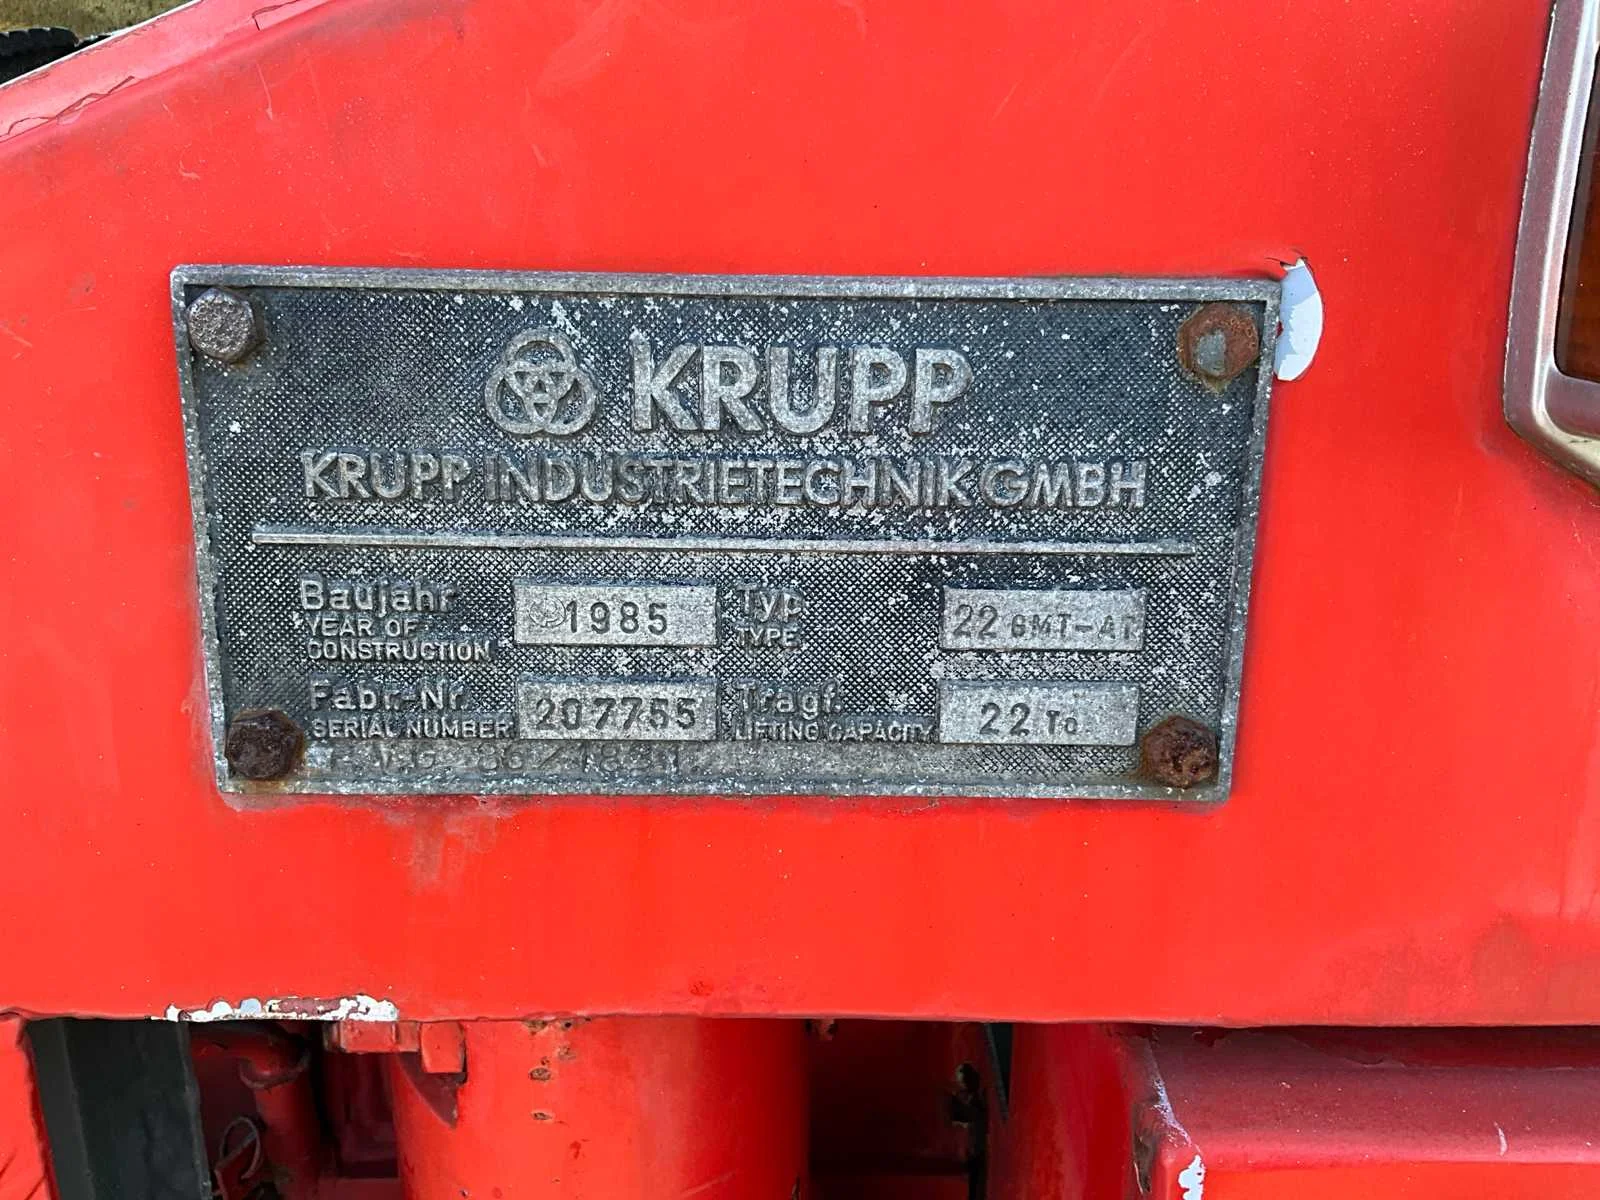 KRUPP
KRUPP INDUSTRIETECHNIK GMBH
Baujahr 1985 Typ 22 GMT-AT
YEAR OF CONSTRUCTION TYPE
Fabr.-Nr. 207755 Tragf. 22 To.
SERIAL NUMBER LIFTING CAPACITY